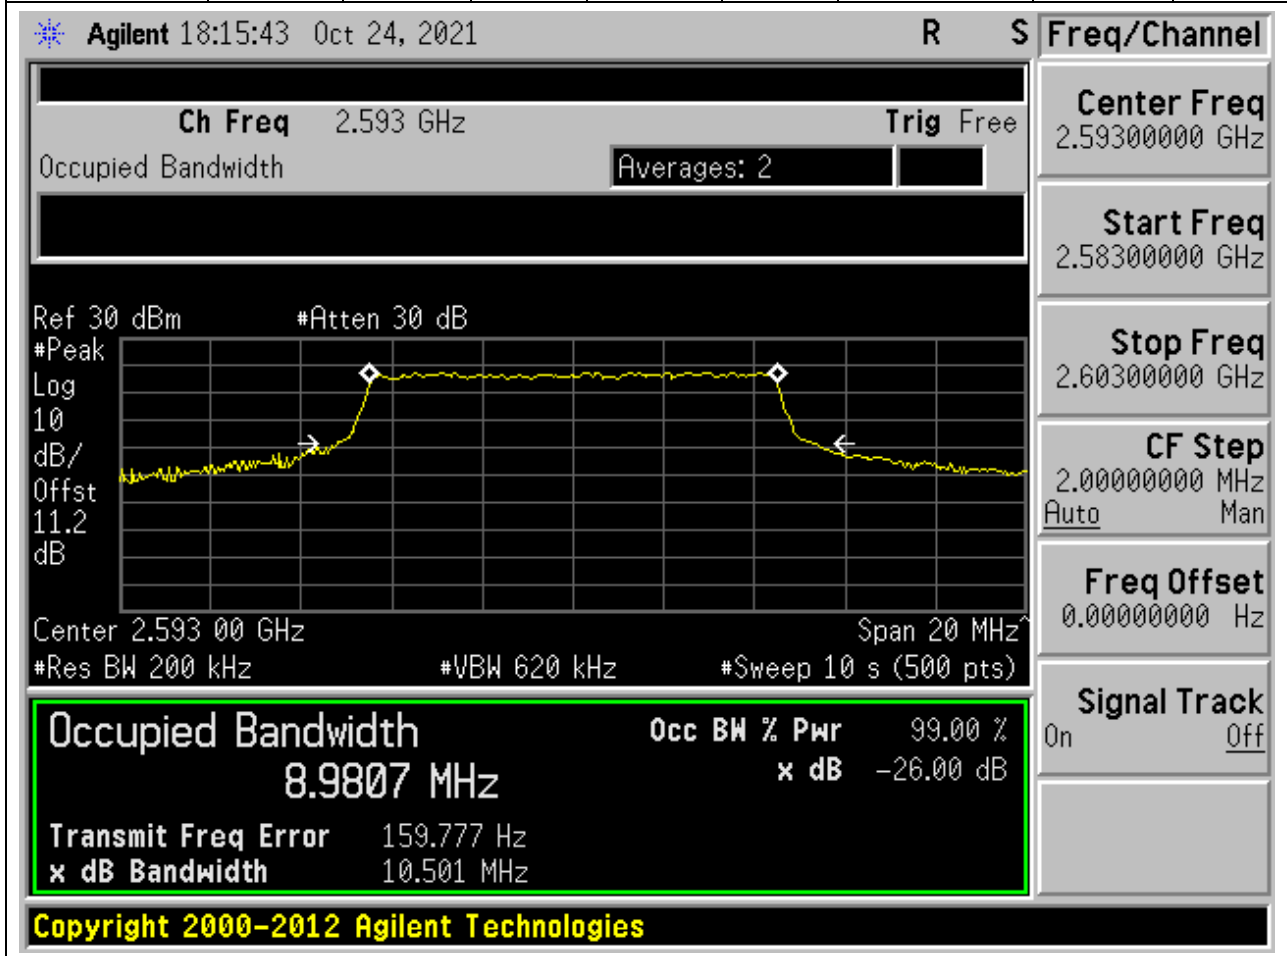 Agilent 18:15:43 Oct 24, 2021 R S
Freq/Channel
Ch Freq 2.593 GHz Trig Free
Occupied Bandwidth Averages: 2
Ref 30 dBm #Atten 30 dB
#Peak
Log
10
dB/
Offst
11.2
dB
Center 2.593 00 GHz Span 20 MHz^
#Res BW 200 kHz #VBW 620 kHz #Sweep 10 s (500 pts)
Occupied Bandwidth Occ BW % Pwr 99.00 %
8.9807 MHz x dB -26.00 dB
Transmit Freq Error 159.777 Hz
x dB Bandwidth 10.501 MHz
Copyright 2000-2012 Agilent Technologies
Center Freq
2.59300000 GHz
Start Freq
2.58300000 GHz
Stop Freq
2.60300000 GHz
CF Step
2.00000000 MHz
Auto Man
Freq Offset
0.00000000 Hz
Signal Track
On Off